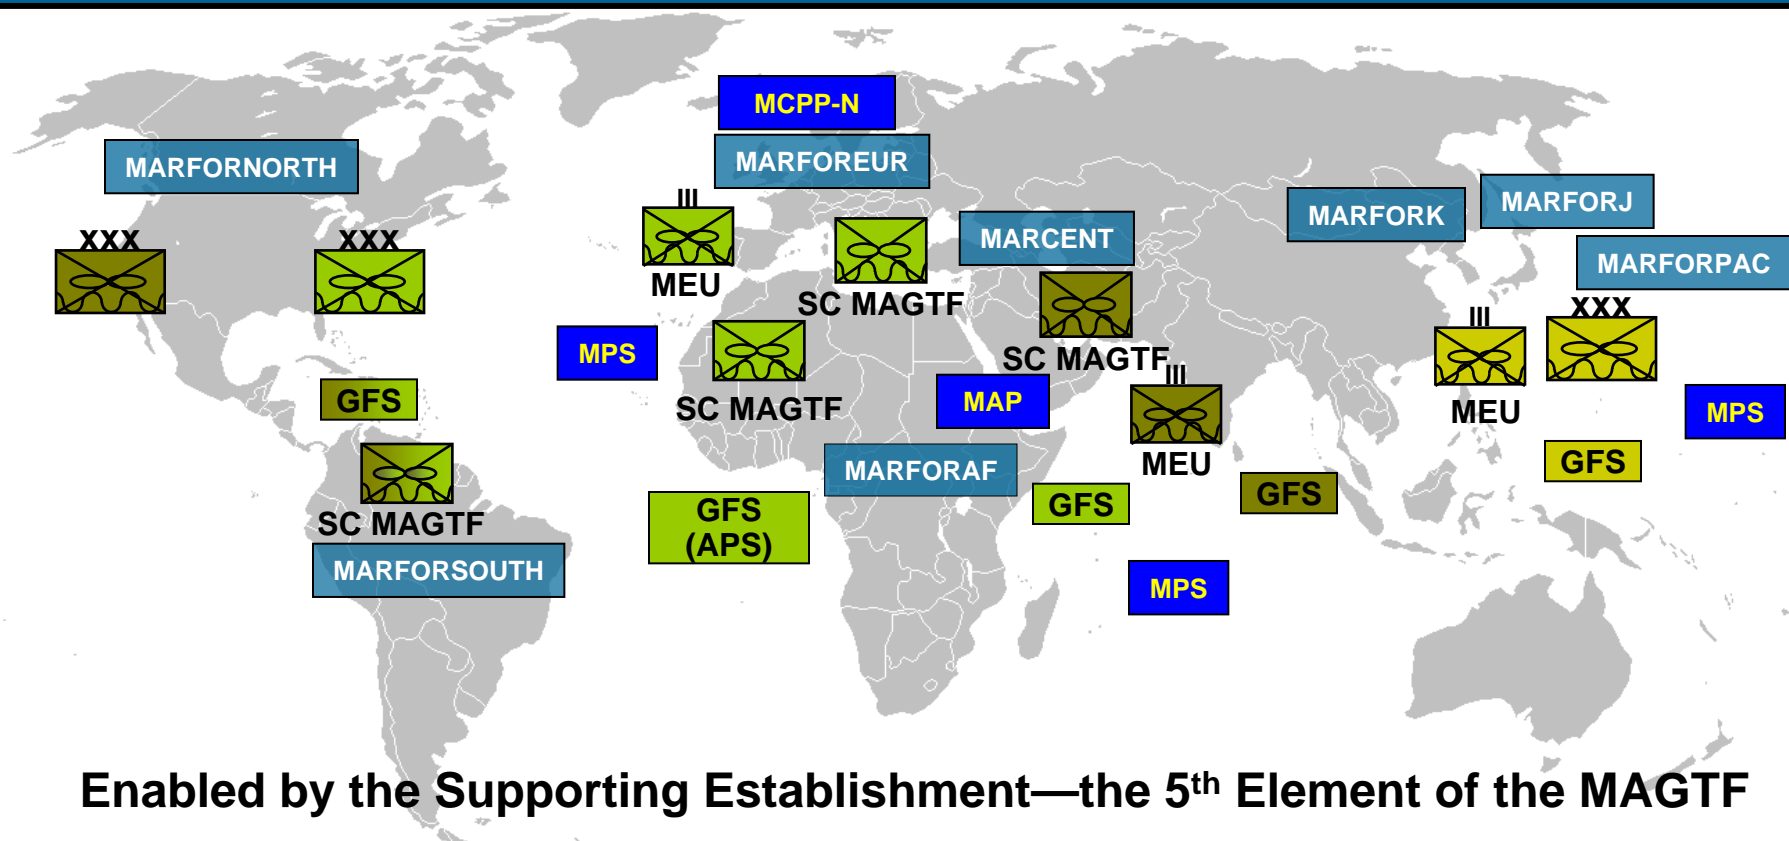 MCPP-N
MARFORNORTH
MARFOREUR
MARFORK
MARFORJ
MARCENT
MARFORPAC
XXX
XXX
III
MEU
SC MAGTF
SC MAGTF
III
XXX
MPS
SC MAGTF
MAP
III
MEU
MEU
MPS
GFS
SC MAGTF
MARFORSOUTH
MARFORAF
GFS
(APS)
GFS
GFS
GFS
MPS
Enabled by the Supporting Establishment—the 5th Element of the MAGTF